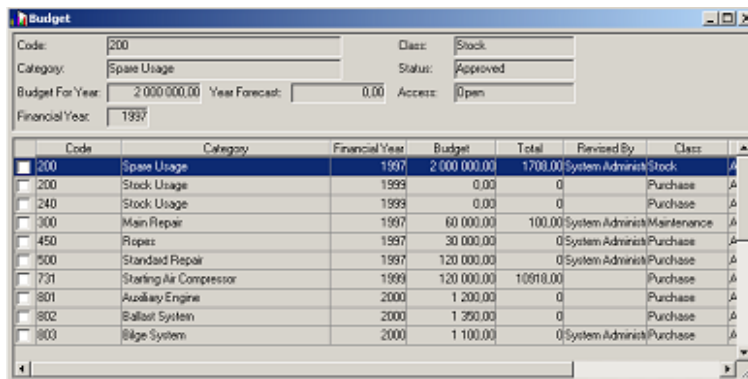 Budget
Code: 200 Class: Stock
Category: Spare Usage Status: Approved
Budget For Year: 2 000 000,00 Year Forecast: 0,00 Access: Open
Financial Year: 1997
Code Category Financial Year Budget Total Revised By Class
200 Spare Usage 1997 2 000 000,00 1708,00 System Administ Stock A
200 Stock Usage 1999 0,00 0 Purchase A
240 Stock Usage 1999 0,00 0 Purchase A
300 Main Repair 1997 60 000,00 100,00 System Administ Maintenance A
450 Ropes 1997 30 000,00 0 System Administ Purchase A
500 Standard Repair 1997 120 000,00 0 System Administ Purchase A
731 Starting Air Compressor 1999 120 000,00 10918,00 Purchase A
801 Auxiliary Engine 2000 1 200,00 0 Purchase A
802 Ballast System 2000 1 350,00 0 Purchase A
803 Bilge System 2000 1 100,00 0 System Administ Purchase A